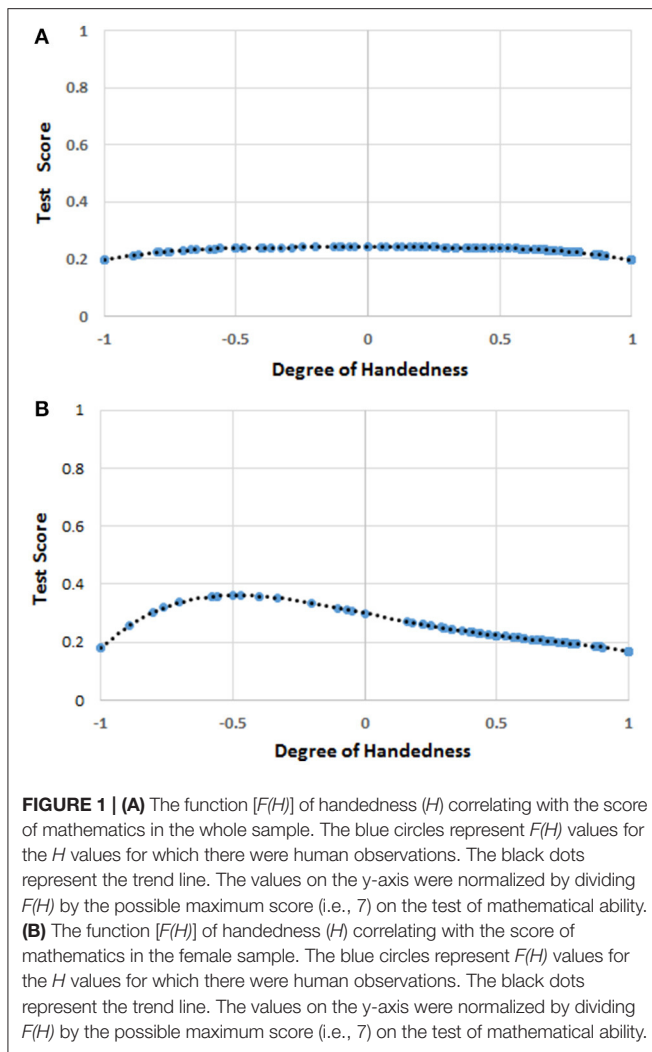 A
1
0.8
0.6
0.4
0.2
0
Test Score
-1 -0.5 0 0.5 1
Degree of Handedness
B
1
0.8
0.6
0.4
0.2
0
Test Score
-1 -0.5 0 0.5 1
Degree of Handedness
FIGURE 1 | (A) The function [F(H)] of handedness (H) correlating with the score
of mathematics in the whole sample. The blue circles represent F(H) values for
the H values for which there were human observations. The black dots
represent the trend line. The values on the y-axis were normalized by dividing
F(H) by the possible maximum score (i.e., 7) on the test of mathematical ability.
(B) The function [F(H)] of handedness (H) correlating with the score of
mathematics in the female sample. The blue circles represent F(H) values for
the H values for which there were human observations. The black dots
represent the trend line. The values on the y-axis were normalized by dividing
F(H) by the possible maximum score (i.e., 7) on the test of mathematical ability.